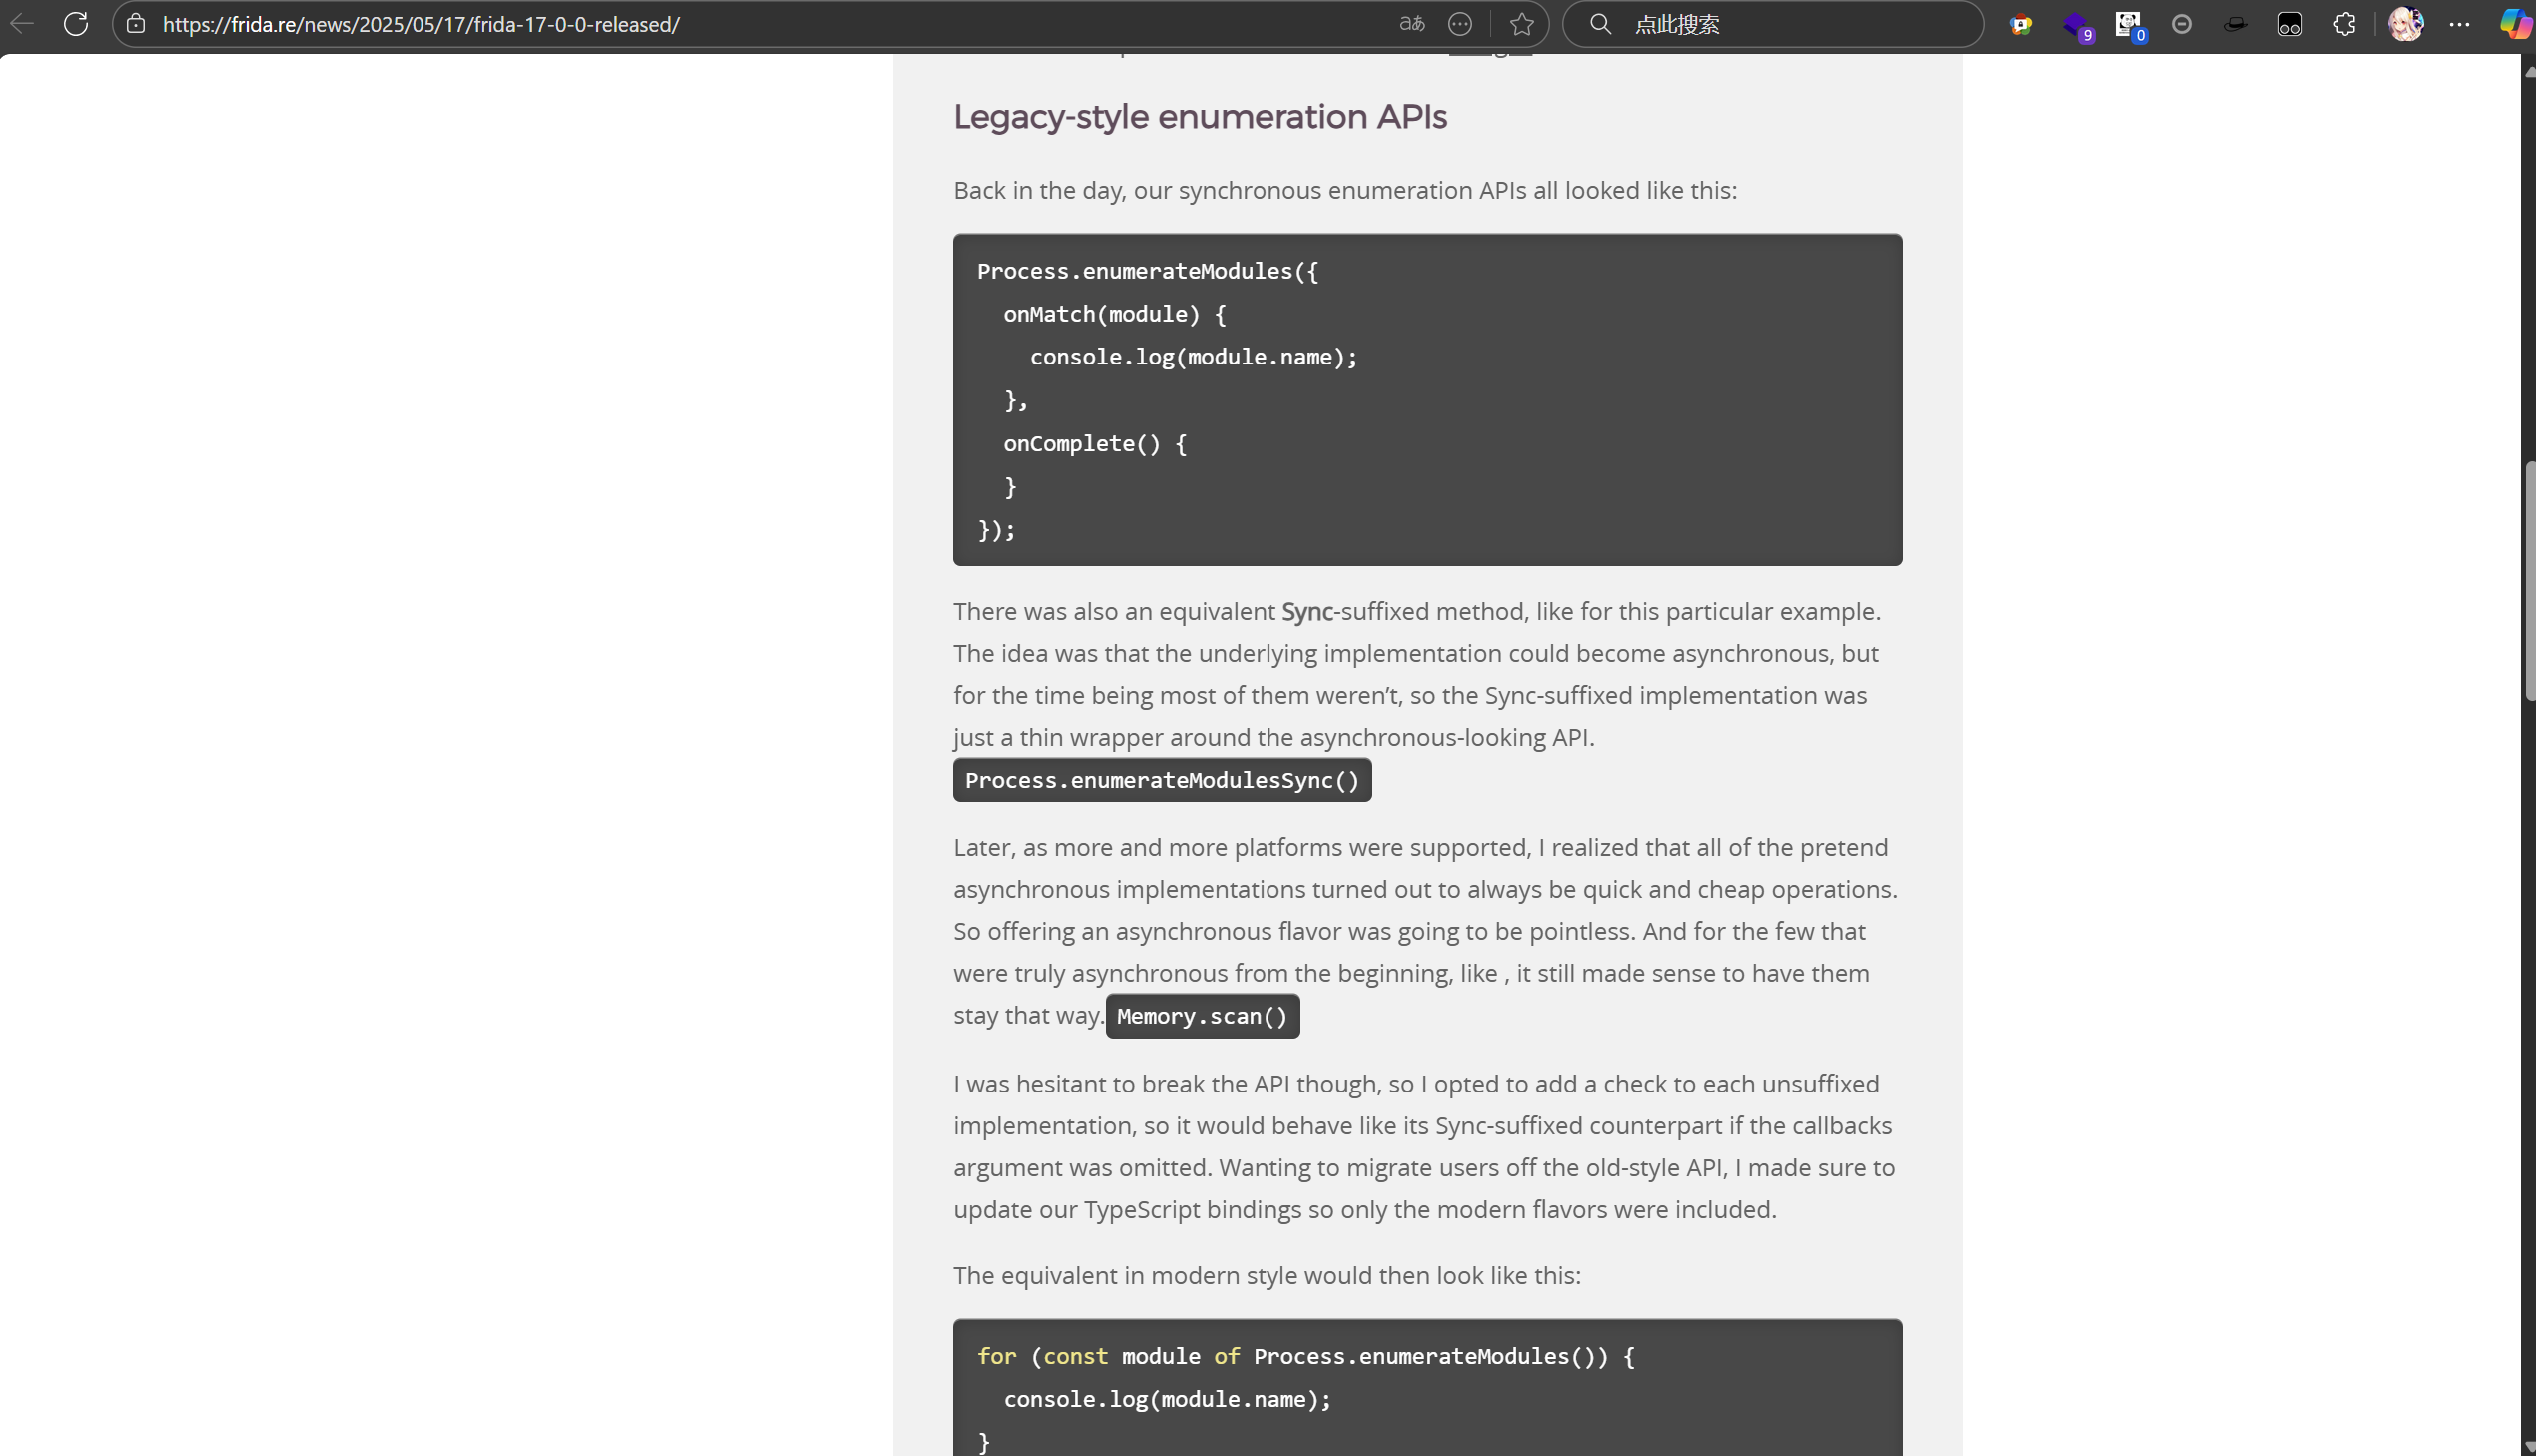 https://frida.re/news/2025/05/17/frida-17-0-0-released/
aあ
点此搜索
9
0
Legacy-style enumeration APIs
Back in the day, our synchronous enumeration APIs all looked like this:
Process.enumerateModules({
  onMatch(module) {
    console.log(module.name);
  },
  onComplete() {
  }
});
There was also an equivalent Sync-suffixed method, like for this particular example.
The idea was that the underlying implementation could become asynchronous, but
for the time being most of them weren’t, so the Sync-suffixed implementation was
just a thin wrapper around the asynchronous-looking API.
Process.enumerateModulesSync()
Later, as more and more platforms were supported, I realized that all of the pretend
asynchronous implementations turned out to always be quick and cheap operations.
So offering an asynchronous flavor was going to be pointless. And for the few that
were truly asynchronous from the beginning, like , it still made sense to have them
stay that way. Memory.scan()
I was hesitant to break the API though, so I opted to add a check to each unsuffixed
implementation, so it would behave like its Sync-suffixed counterpart if the callbacks
argument was omitted. Wanting to migrate users off the old-style API, I made sure to
update our TypeScript bindings so only the modern flavors were included.
The equivalent in modern style would then look like this:
for (const module of Process.enumerateModules()) {
  console.log(module.name);
}